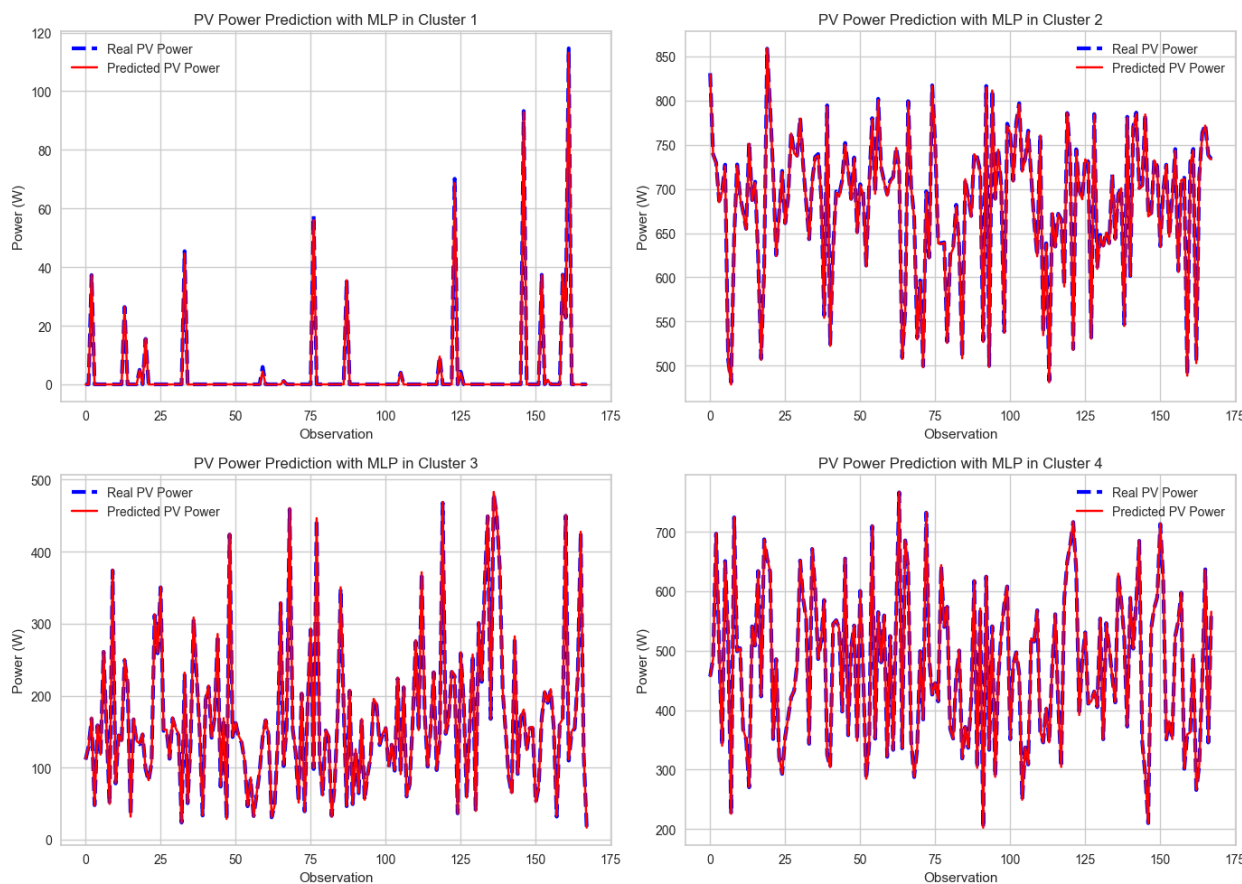 PV Power Prediction with MLP in Cluster 1
Real PV Power
Predicted PV Power
Power (W)
120
100
80
60
40
20
0
0 25 50 75 100 125 150 175
Observation
PV Power Prediction with MLP in Cluster 2
Real PV Power
Predicted PV Power
Power (W)
850
800
750
700
650
600
550
500
0 25 50 75 100 125 150 175
Observation
PV Power Prediction with MLP in Cluster 3
Real PV Power
Predicted PV Power
Power (W)
500
400
300
200
100
0
0 25 50 75 100 125 150 175
Observation
PV Power Prediction with MLP in Cluster 4
Real PV Power
Predicted PV Power
Power (W)
700
600
500
400
300
200
0 25 50 75 100 125 150 175
Observation